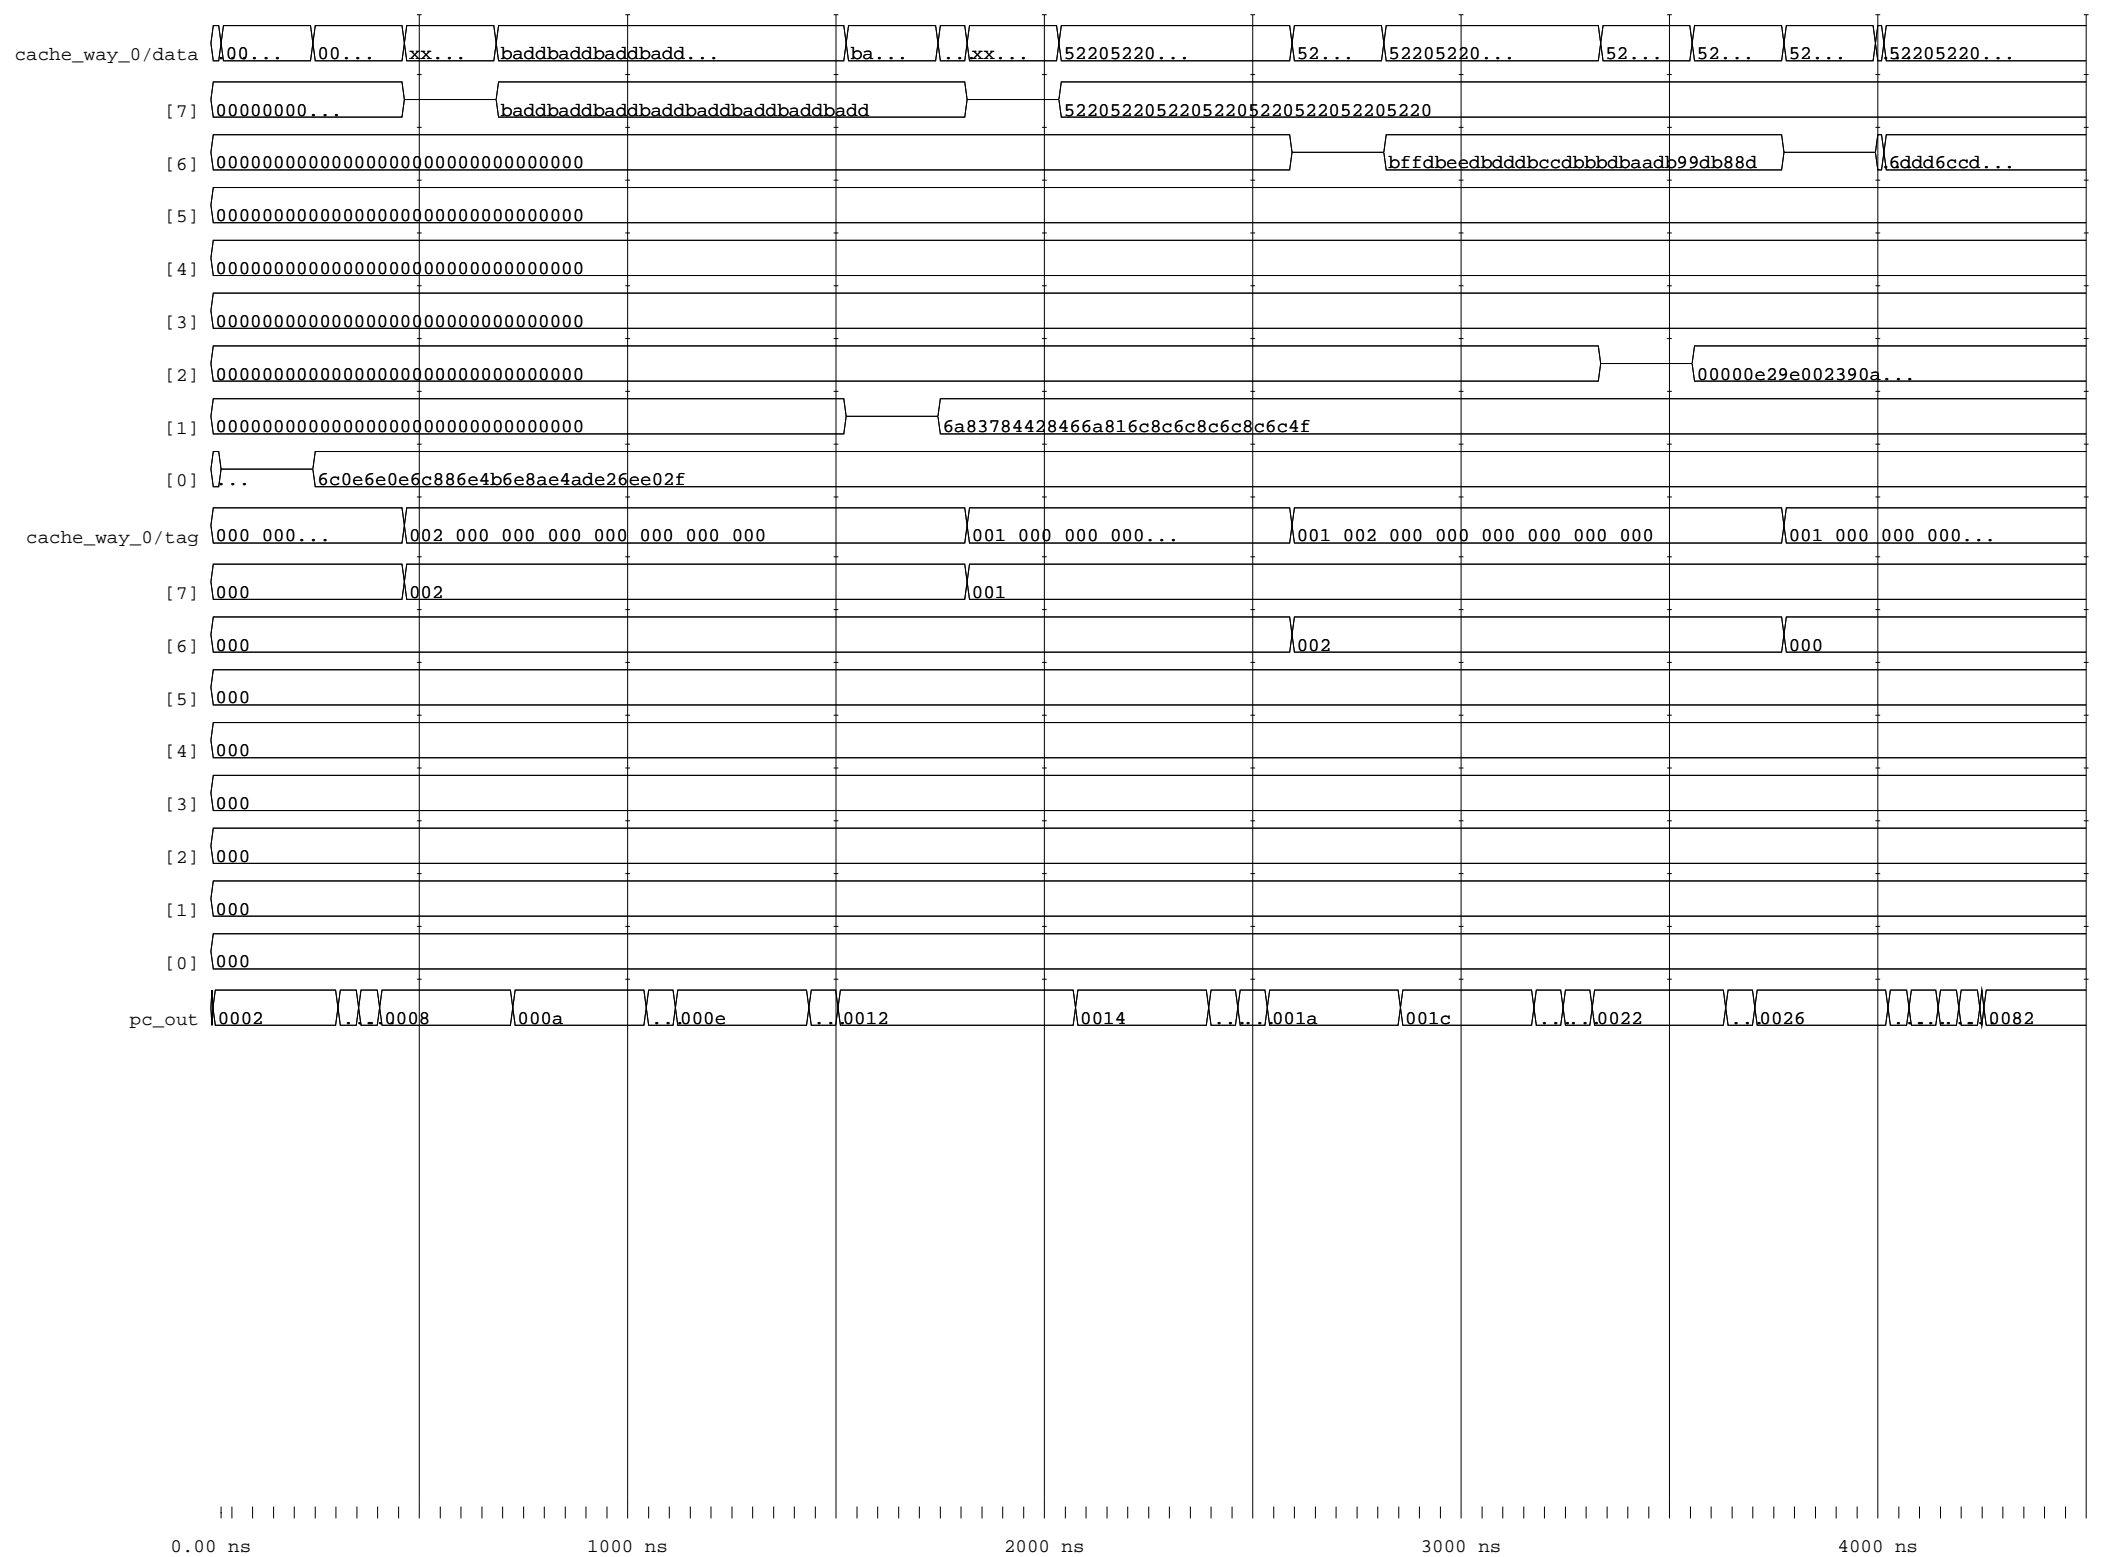 cache_way_0/data .00... 00... xx... baddbaddbaddbadd... ba... .. xx... 52205220... 52... 52205220... 52... 52... 52... 52205220...
[7] 00000000... baddbaddbaddbaddbaddbaddbaddbadd 52205220522052205220522052205220
[6] 00000000000000000000000000000000 bffdbeedbdddbccdbbbdbaadb99db88d 6ddd6ccd...
[5] 00000000000000000000000000000000
[4] 00000000000000000000000000000000
[3] 00000000000000000000000000000000
[2] 00000000000000000000000000000000 00000e29e002390a...
[1] 00000000000000000000000000000000 6a83784428466a816c8c6c8c6c8c6c4f
[0] ... 6c0e6e0e6c886e4b6e8ae4ade26ee02f
cache_way_0/tag 000 000... 002 000 000 000 000 000 000 000 001 000 000 000... 001 002 000 000 000 000 000 000 001 000 000 000...
[7] 000 002 001
[6] 000 002 000
[5] 000
[4] 000
[3] 000
[2] 000
[1] 000
[0] 000
pc_out 0002 0008 000a ... 000e ... 0012 0014 001a 001c 0022 ... 0026 0082
0.00 ns 1000 ns 2000 ns 3000 ns 4000 ns